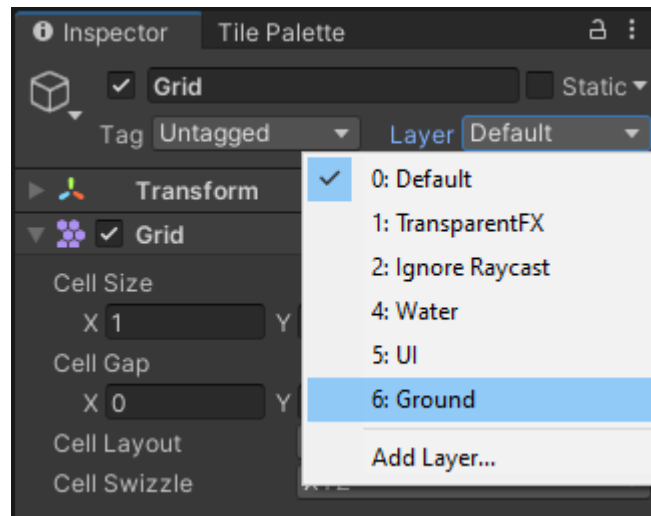 Inspector Tile Palette
Grid Static
Tag Untagged Layer Default
Transform
Grid
Cell Size
X 1 Y
Cell Gap
X 0 Y
Cell Layout
Cell Swizzle
0: Default
1: TransparentFX
2: Ignore Raycast
4: Water
5: UI
6: Ground
Add Layer...